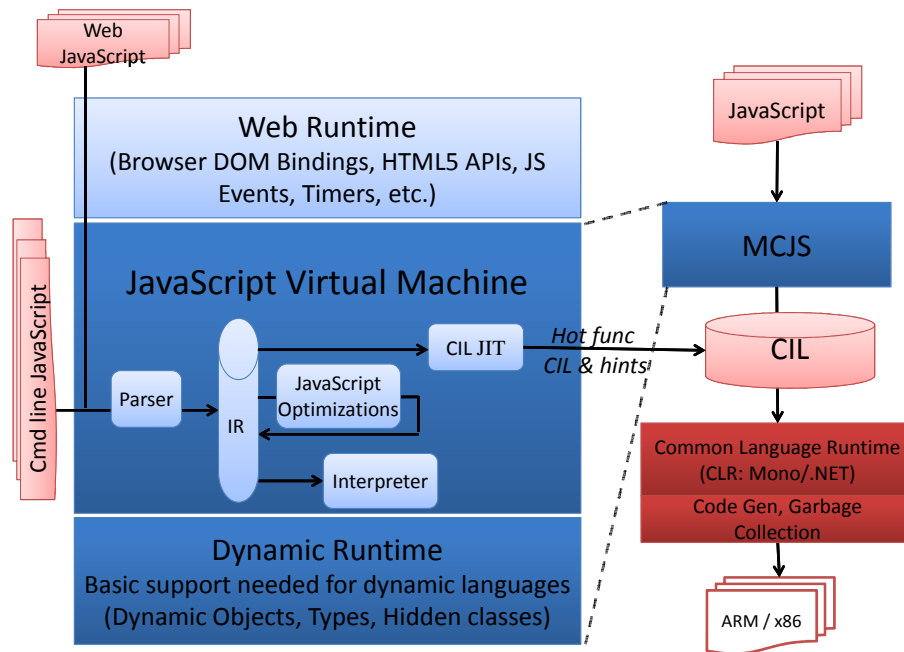 Web
JavaScript
Web Runtime
(Browser DOM Bindings, HTML5 APIs, JS
Events, Timers, etc.)
JavaScript Virtual Machine
Cmd line JavaScript
Parser
IR
CIL JIT
JavaScript
Optimizations
Interpreter
Hot func
CIL & hints
Dynamic Runtime
Basic support needed for dynamic languages
(Dynamic Objects, Types, Hidden classes)
JavaScript
MCJS
CIL
Common Language Runtime
(CLR: Mono/.NET)
Code Gen, Garbage
Collection
ARM / x86